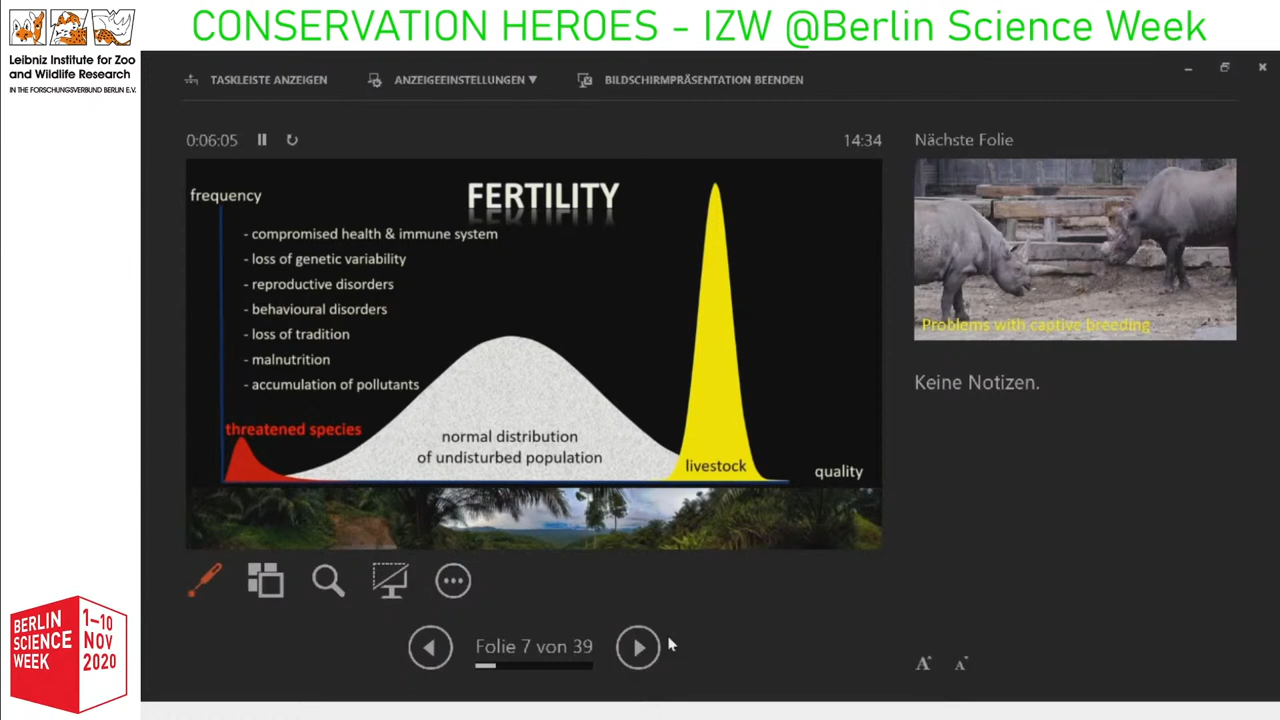 CONSERVATION HEROES - IZW @Berlin Science Week
Leibniz Institute for Zoo
and Wildlife Research
IN THE FORSCHUNGSVERBUND BERLIN E.V.
TASKLEISTE ANZEIGEN
ANZEIGEEINSTELLUNGEN
BILDSCHIRMPRÄSENTATION BEENDEN
0:06:05
14:34
Nächste Folie
frequency
FERTILITY
- compromised health & immune system
- loss of genetic variability
- reproductive disorders
- behavioural disorders
- loss of tradition
- malnutrition
- accumulation of pollutants
threatened species
normal distribution
of undisturbed population
livestock
quality
Problems with captive breeding
Keine Notizen.
Folie 7 von 39
A A
BERLIN
SCIENCE
WEEK
1–10
NOV
2020